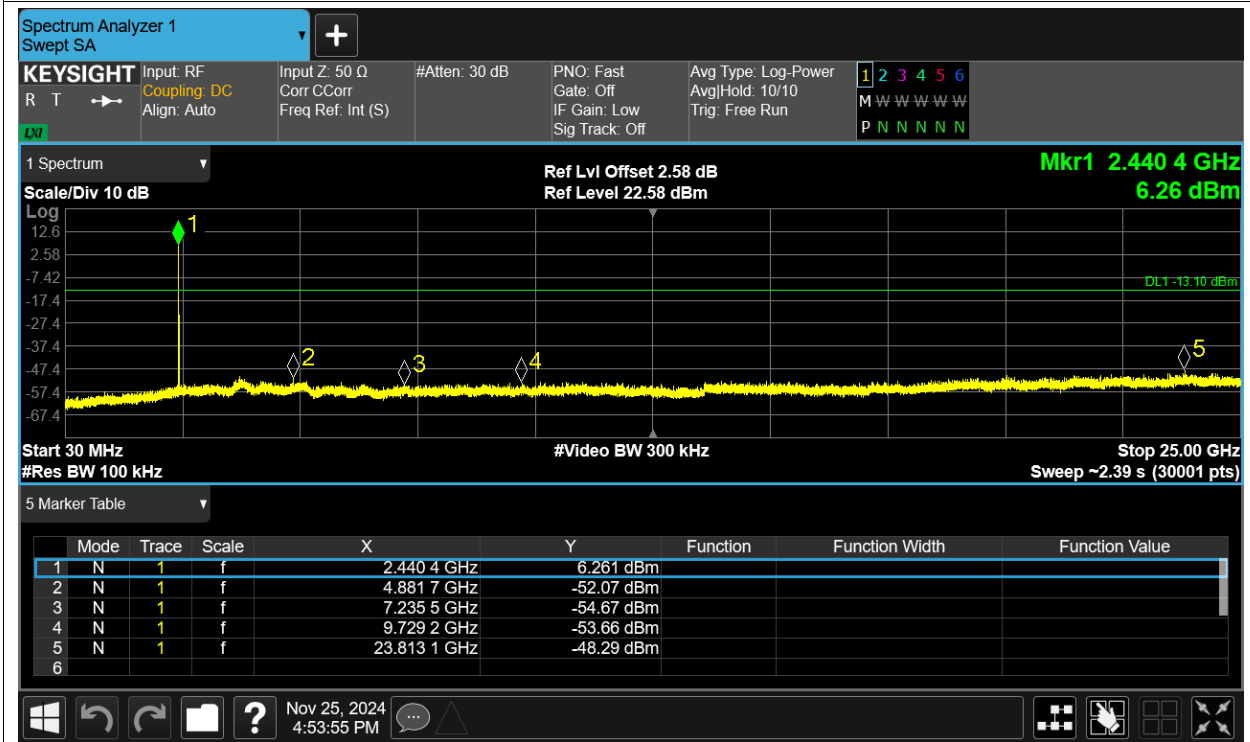 Spectrum Analyzer 1
Swept SA
+
KEYSIGHT
R T
LXI
Input: RF
Coupling: DC
Align: Auto
Input Z: 50 Ω
Corr CCorr
Freq Ref: Int (S)
#Atten: 30 dB
PNO: Fast
Gate: Off
IF Gain: Low
Sig Track: Off
Avg Type: Log-Power
Avg|Hold: 10/10
Trig: Free Run
1 2 3 4 5 6
M W W W W W
P N N N N N
1 Spectrum
Scale/Div 10 dB
Ref Lvl Offset 2.58 dB
Ref Level 22.58 dBm
Mkr1 2.440 4 GHz
6.26 dBm
Log
12.6
2.58
-7.42
-17.4
-27.4
-37.4
-47.4
-57.4
-67.4
1
2
3
4
5
DL1 -13.10 dBm
Start 30 MHz
#Video BW 300 kHz
Stop 25.00 GHz
#Res BW 100 kHz
Sweep ~2.39 s (30001 pts)
5 Marker Table
Mode Trace Scale X Y Function Function Width Function Value
1 N 1 f 2.440 4 GHz 6.261 dBm
2 N 1 f 4.881 7 GHz -52.07 dBm
3 N 1 f 7.235 5 GHz -54.67 dBm
4 N 1 f 9.729 2 GHz -53.66 dBm
5 N 1 f 23.813 1 GHz -48.29 dBm
6
?
Nov 25, 2024
4:53:55 PM